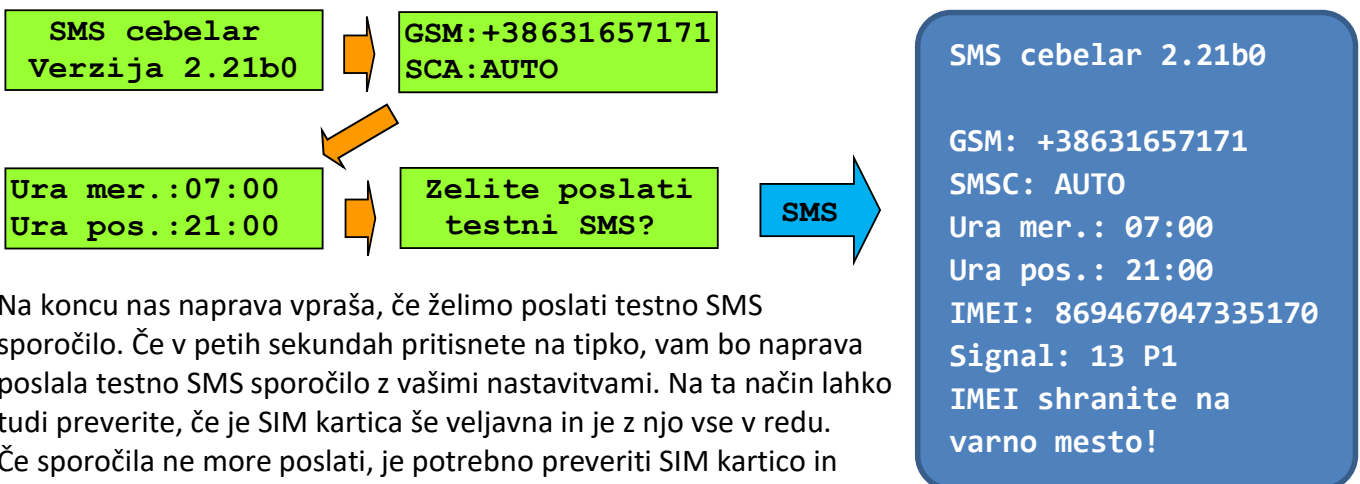 SMS cebelar
Verzija 2.21b0
GSM:+38631657171
SCA:AUTO
Ura mer.:07:00
Ura pos.:21:00
Zelite poslati
testni SMS?
SMS
SMS cebelar 2.21b0
GSM: +38631657171
SMSC: AUTO
Ura mer.: 07:00
Ura pos.: 21:00
IMEI: 869467047335170
Signal: 13 P1
IMEI shranite na
varno mesto!
Na koncu nas naprava vpraša, če želimo poslati testno SMS
sporočilo. Če v petih sekundah pritisnete na tipko, vam bo naprava
poslala testno SMS sporočilo z vašimi nastavitvami. Na ta način lahko
tudi preverite, če je SIM kartica še veljavna in je z njo vse v redu.
Če sporočila ne more poslati, je potrebno preveriti SIM kartico in